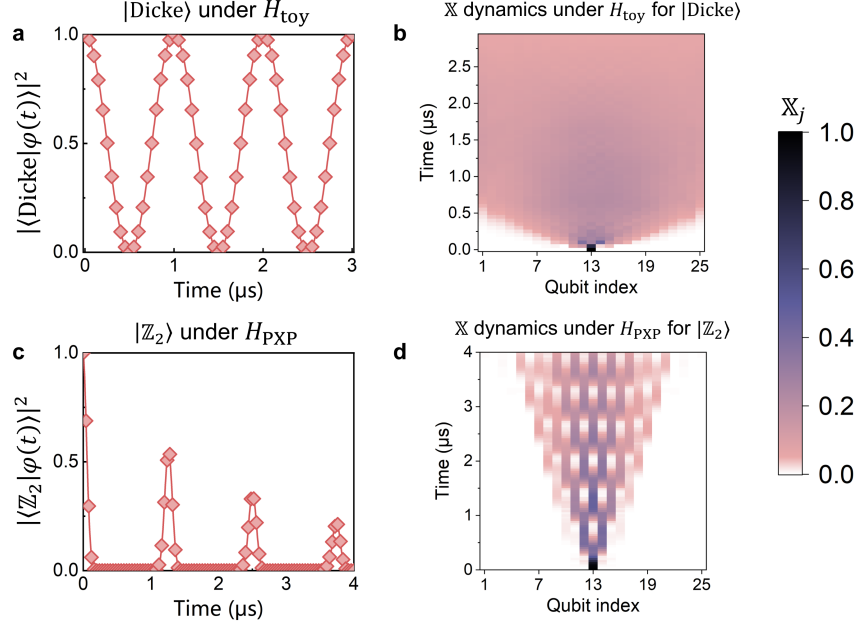 a
|Dicke⟩ under H_toy
|⟨Dicke|φ(t)⟩|²
1.0
0.5
0.0
0 1 2 3
Time (μs)
b
𝕏 dynamics under H_toy for |Dicke⟩
Time (μs)
2.5
2.0
1.5
1.0
0.5
0.0
1 7 13 19 25
Qubit index
c
|ℤ₂⟩ under H_PXP
|⟨ℤ₂|φ(t)⟩|²
1.0
0.5
0.0
0 1 2 3 4
Time (μs)
d
𝕏 dynamics under H_PXP for |ℤ₂⟩
Time (μs)
4
3
2
1
0
1 7 13 19 25
Qubit index
𝕏_j
1.0
0.8
0.6
0.4
0.2
0.0